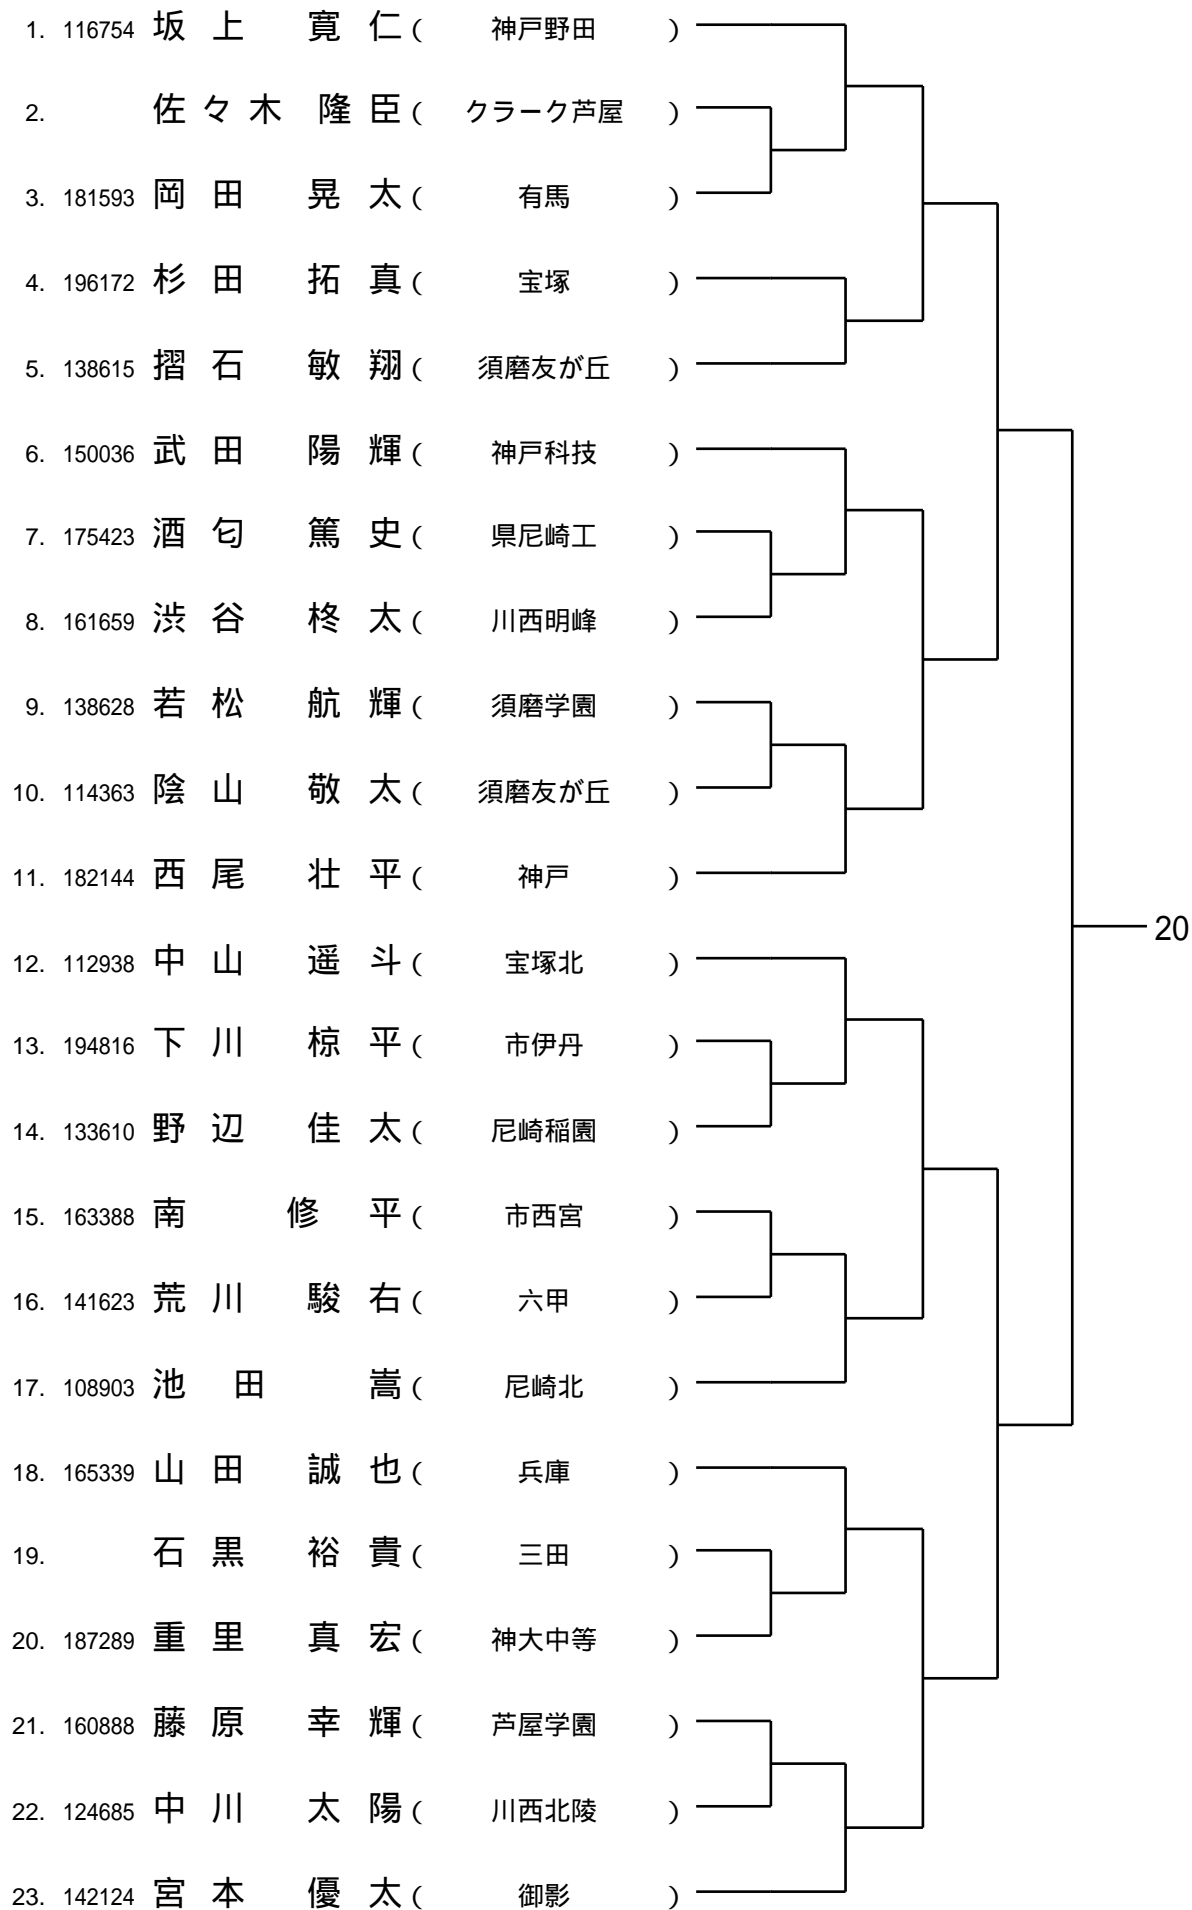 1. 116754 坂上 寛仁( 神戸野田 )
2. 佐々木 隆臣( クラーク芦屋 )
3. 181593 岡田 晃太( 有馬 )
4. 196172 杉田 拓真( 宝塚 )
5. 138615 摺石 敏翔( 須磨友が丘 )
6. 150036 武田 陽輝( 神戸科技 )
7. 175423 酒匂 篤史( 県尼崎工 )
8. 161659 渋谷 柊太( 川西明峰 )
9. 138628 若松 航輝( 須磨学園 )
10. 114363 陰山 敬太( 須磨友が丘 )
11. 182144 西尾 壮平( 神戸 )
20
12. 112938 中山 遥斗( 宝塚北 )
13. 194816 下川 椋平( 市伊丹 )
14. 133610 野辺 佳太( 尼崎稲園 )
15. 163388 南 修平( 市西宮 )
16. 141623 荒川 駿右( 六甲 )
17. 108903 池田 嵩( 尼崎北 )
18. 165339 山田 誠也( 兵庫 )
19. 石黒 裕貴( 三田 )
20. 187289 重里 真宏( 神大中等 )
21. 160888 藤原 幸輝( 芦屋学園 )
22. 124685 中川 太陽( 川西北陵 )
23. 142124 宮本 優太( 御影 )